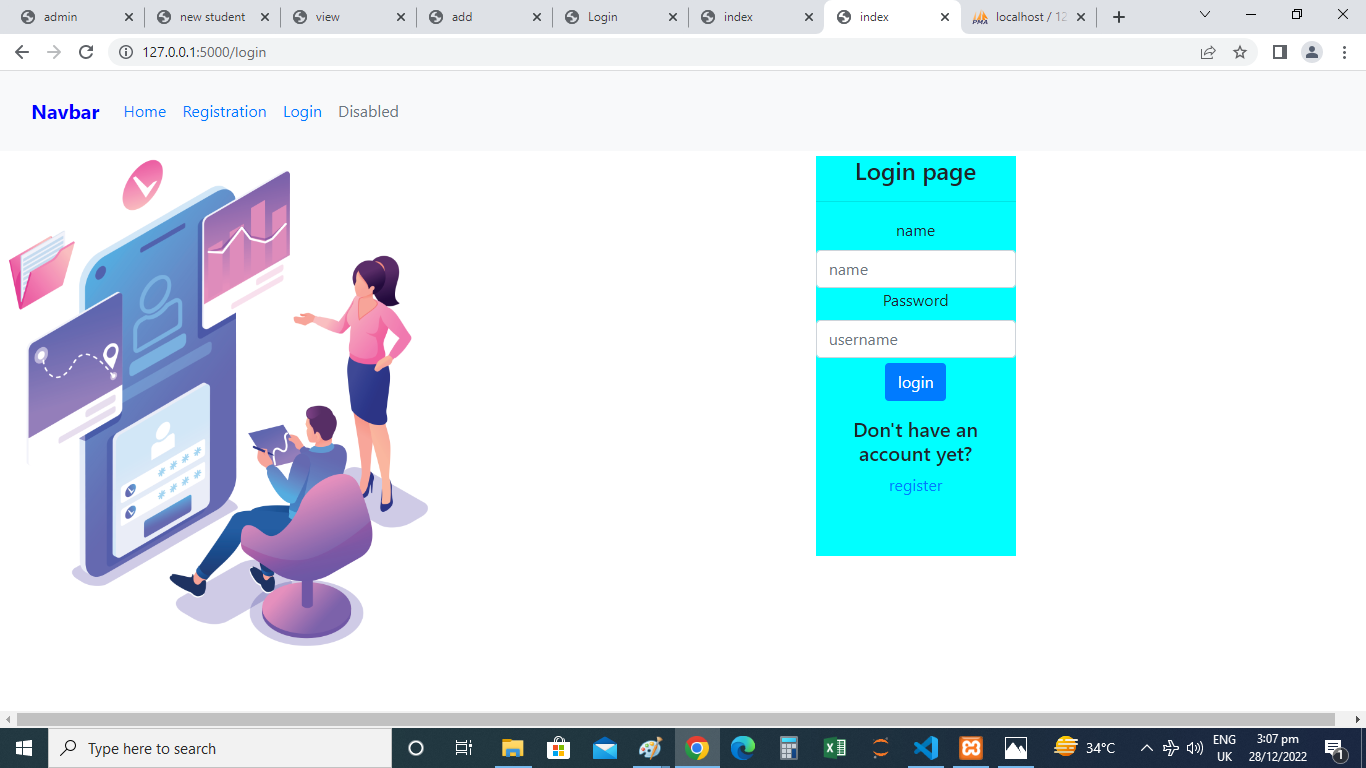 admin new student view add Login index index localhost / 12
127.0.0.1:5000/login
Navbar Home Registration Login Disabled
Login page
name
name
Password
username
login
Don't have an
account yet?
register
Type here to search
34°C
ENG
UK
3:07 pm
28/12/2022
1